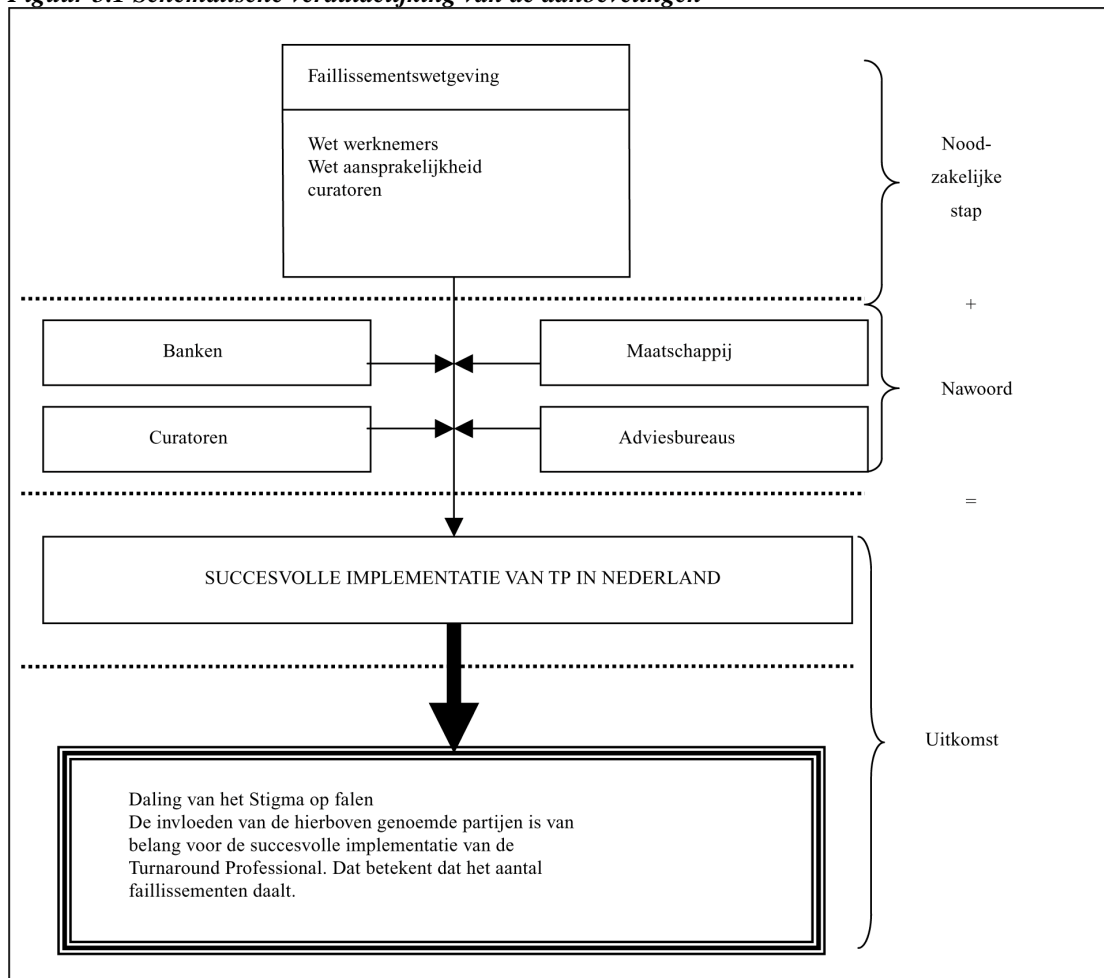 Faillissementswetgeving
Wet werknemers
Wet aansprakelijkheid
curatoren
Nood-
zakelijke
stap
+
Banken
Maatschappij
Nawoord
Curatoren
Adviesbureaus
=
SUCCESVOLLE IMPLEMENTATIE VAN TP IN NEDERLAND
Uitkomst
Daling van het Stigma op falen
De invloeden van de hierboven genoemde partijen is van
belang voor de succesvolle implementatie van de
Turnaround Professional. Dat betekent dat het aantal
faillissementen daalt.